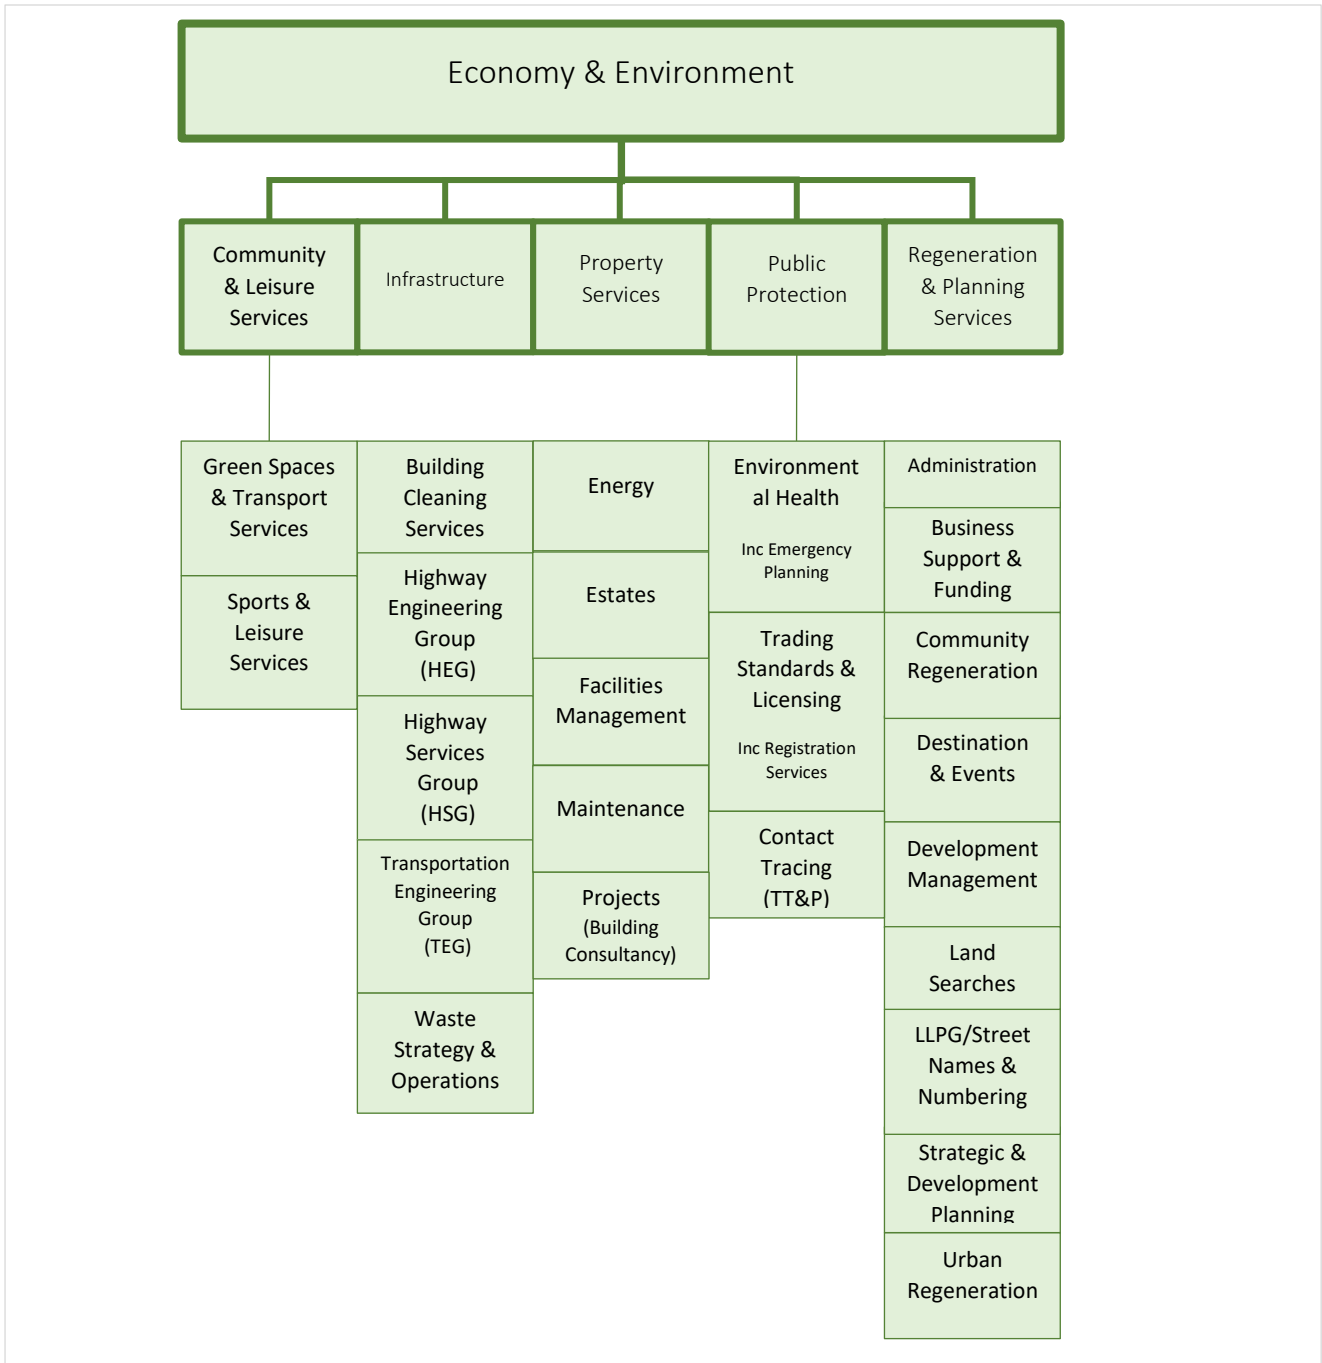 Economy & Environment
Community
& Leisure
Services
Infrastructure
Property
Services
Public
Protection
Regeneration
& Planning
Services
Green Spaces
& Transport
Services
Sports &
Leisure
Services
Building
Cleaning
Services
Highway
Engineering
Group
(HEG)
Highway
Services
Group
(HSG)
Transportation
Engineering
Group
(TEG)
Waste
Strategy &
Operations
Energy
Estates
Facilities
Management
Maintenance
Projects
(Building
Consultancy)
Environment
al Health
Inc Emergency
Planning
Trading
Standards &
Licensing
Inc Registration
Services
Contact
Tracing
(TT&P)
Administration
Business
Support &
Funding
Community
Regeneration
Destination
& Events
Development
Management
Land
Searches
LLPG/Street
Names &
Numbering
Strategic &
Development
Planning
Urban
Regeneration